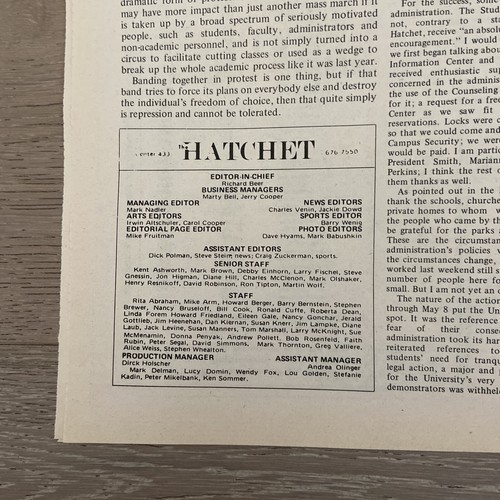 dramatic form of
may have more impact than just another mass march if it
is taken up by a broad spectrum of seriously motivated
people, such as students, faculty, administrators and
non-academic personnel, and is not simply turned into a
circus to facilitate cutting classes or used as a wedge to
break up the whole academic process like it was last year.
Banding together in protest is one thing, but if that
band tries to force its plans on everybody else and destroy
the individual's freedom of choice, then that quite simply
is repression and cannot be tolerated.
center 433 The HATCHET 676 7550
EDITOR-IN-CHIEF
Richard Beer
BUSINESS MANAGERS
Marty Bell, Jerry Cooper
MANAGING EDITOR
Mark Nadler
ARTS EDITORS
Irwin Altschuler, Carol Cooper
EDITORIAL PAGE EDITOR
Mike Fruitman
NEWS EDITORS
Charles Venin, Jackie Dowd
SPORTS EDITOR
Barry Wenig
PHOTO EDITORS
Dave Hyams, Mark Babushkin
ASSISTANT EDITORS
Dick Polman, Steve Stein, news; Craig Zuckerman, sports.
SENIOR STAFF
Kent Ashworth, Mark Brown, Debby Einhorn, Larry Fischel, Steve
Gnessin, Jon Higman, Diane Hill, Charles McClenon, Mark Olshaker,
Henry Resnikoff, David Robinson, Ron Tipton, Martin Wolf.
STAFF
Rita Abraham, Mike Arm, Howard Berger, Barry Bernstein, Stephen
Brewer, Nancy Bruseloff, Bill Cook, Ronald Cuffe, Roberta Dean,
Linda Forem Howard Friedland, Eileen Gale, Nancy Gonchar, Jerald
Gottlieb, Jim Heenehan, Dan Kiernan, Susan Knerr, Jim Lampke, Diane
Laub, Jack Levine, Susan Manners, Tom Marshall, Larry McKnight, Sue
McMenamin, Donna Penyak, Andrew Pollett, Bob Rosenfeld, Faith
Rubin, Peter Segal, David Simmons, Mark Thornton, Greg Valliere,
Alice Weiss, Stephen Whealton.
PRODUCTION MANAGER
Dirck Holscher
ASSISTANT MANAGER
Andrea Olinger
Mark Delman, Lucy Domin, Wendy Fox, Lou Golden, Stefanie
Kadin, Peter Mikelbank, Ken Sommer.
For the success, some
administration. The Stud
not, contrary to a st
Hatchet, receive "an absolu
encouragement." I would
we first began talking about
Information Center and
received enthusiastic sup
concerned in the administ
the use of the Counseling
for it; a request for a free
Center as we saw fit
reservations. Locks were c
so that we could come and
Campus Security; we were
would be paid. I am partic
President Smith, Mariann
Perkins; I think the rest o
them thanks as well.
As pointed out in the
thank the schools, churche
private homes to whom w
the people who came by th
be grateful for the parks a
These are the circumstan
administration's policies w
the circumstances change,
worked last weekend still s
number of people here fo
small. But I am not yet an o
The nature of the action
through May 8 put the Uni
spot. It was the reference
fear of their conse
administration took its har
reiterated references to
students' need for tranqu
legal action, a major and
for the University's very
demonstrators was withhel